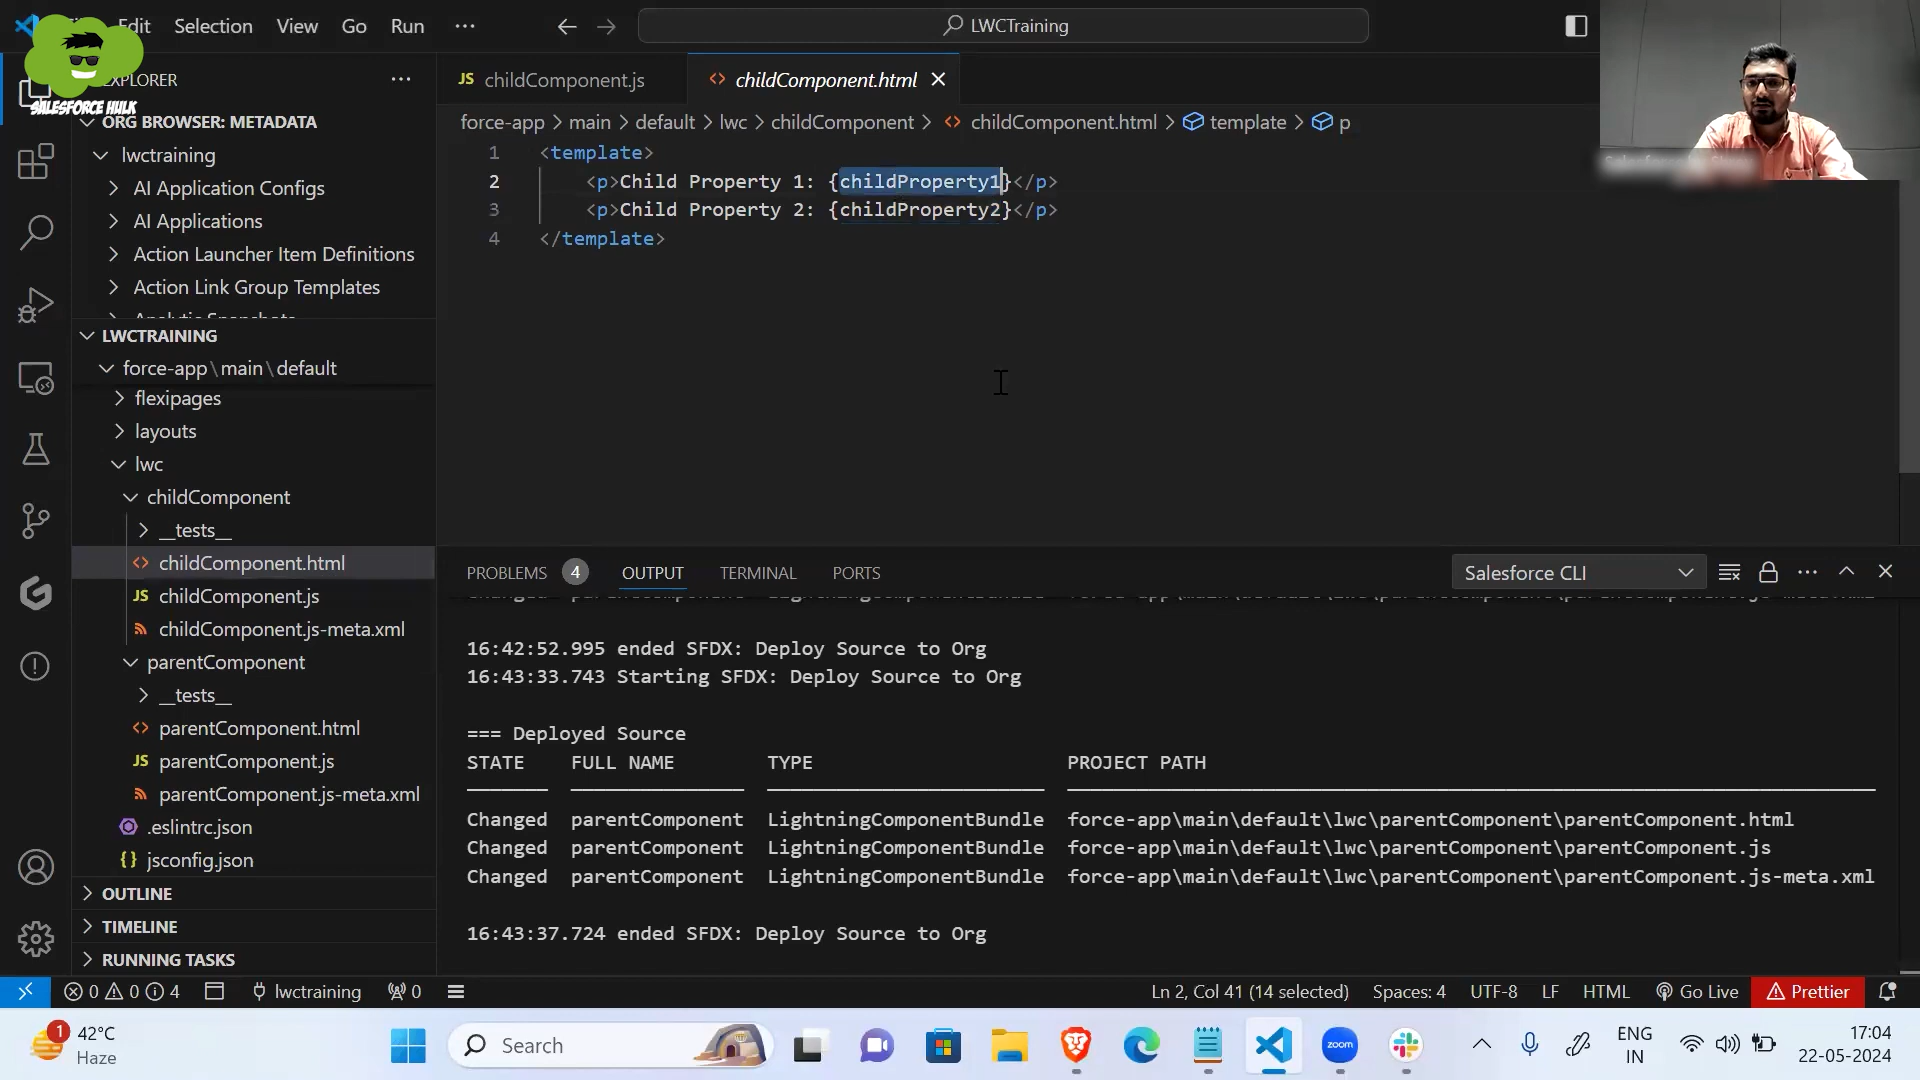 Edit Selection View Go Run ···
LWCTraining
SALESFORCE HULK
EXPLORER
ORG BROWSER: METADATA
lwctraining
AI Application Configs
AI Applications
Action Launcher Item Definitions
Action Link Group Templates
LWCTRAINING
force-app\main\default
flexipages
layouts
lwc
childComponent
__tests__
childComponent.html
childComponent.js
childComponent.js-meta.xml
parentComponent
__tests__
parentComponent.html
parentComponent.js
parentComponent.js-meta.xml
.eslintrc.json
jsconfig.json
OUTLINE
TIMELINE
RUNNING TASKS
JS childComponent.js
childComponent.html
force-app > main > default > lwc > childComponent > childComponent.html > template > p
1 <template>
2 <p>Child Property 1: {childProperty1}</p>
3 <p>Child Property 2: {childProperty2}</p>
4 </template>
PROBLEMS 4 OUTPUT TERMINAL PORTS
Salesforce CLI
16:42:52.995 ended SFDX: Deploy Source to Org
16:43:33.743 Starting SFDX: Deploy Source to Org
=== Deployed Source
STATE FULL NAME TYPE PROJECT PATH
Changed parentComponent LightningComponentBundle force-app\main\default\lwc\parentComponent\parentComponent.html
Changed parentComponent LightningComponentBundle force-app\main\default\lwc\parentComponent\parentComponent.js
Changed parentComponent LightningComponentBundle force-app\main\default\lwc\parentComponent\parentComponent.js-meta.xml
16:43:37.724 ended SFDX: Deploy Source to Org
0 0 4 lwctraining 0
Ln 2, Col 41 (14 selected) Spaces: 4 UTF-8 LF HTML Go Live Prettier
1 42°C
Haze
Search
zoom
ENG
IN
17:04
22-05-2024